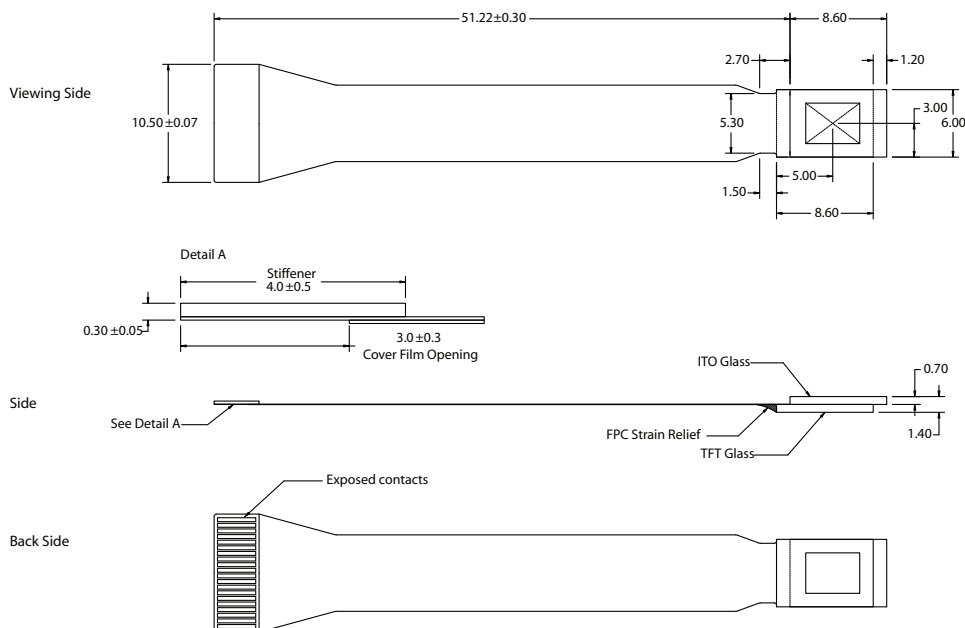 51.22±0.30
8.60
2.70
1.20
Viewing Side
10.50±0.07
5.30
3.00
6.00
5.00
1.50
8.60
Detail A
Stiffener
4.0±0.5
0.30±0.05
3.0±0.3
Cover Film Opening
ITO Glass
0.70
Side
See Detail A
FPC Strain Relief
1.40
TFT Glass
Exposed contacts
Back Side